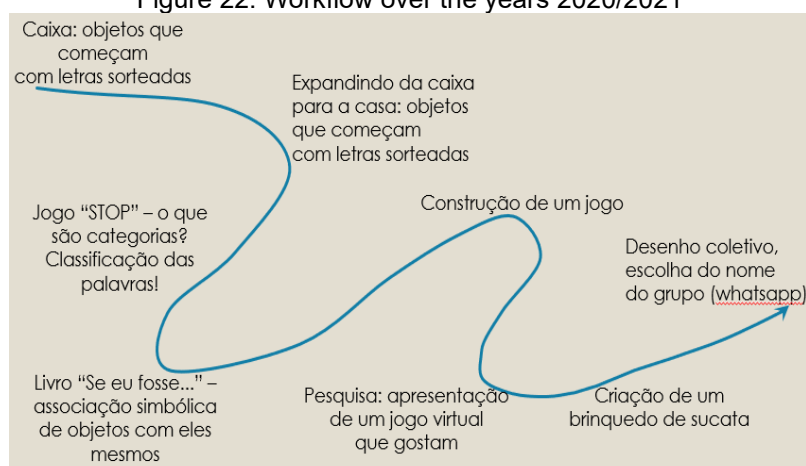 Figure 22: Workflow over the years 2020/2021
Caixa: objetos que
começam
com letras sorteadas
Expandindo da caixa
para a casa: objetos
que começam
com letras sorteadas
Jogo “STOP” – o que
são categorias?
Classificação das
palavras!
Livro “Se eu fosse...” –
associação simbólica
de objetos com eles
mesmos
Construção de um jogo
Pesquisa: apresentação
de um jogo virtual
que gostam
Criação de um
brinquedo de sucata
Desenho coletivo,
escolha do nome
do grupo (whatsapp)